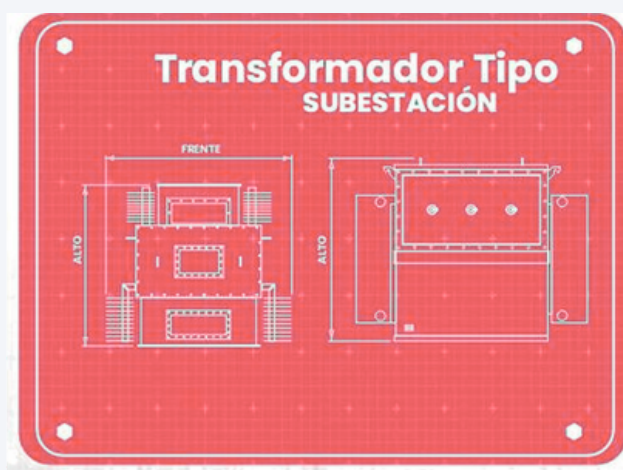 Transformador Tipo
SUBESTACIÓN
FRENTE
ALTO
ALTO